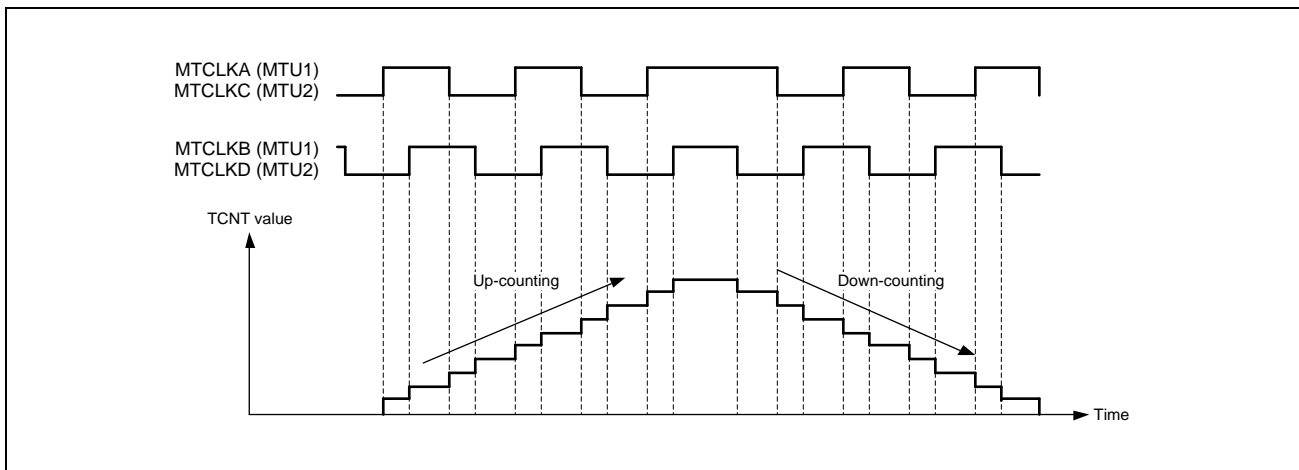 MTCLKA (MTU1)
MTCLKC (MTU2)
MTCLKB (MTU1)
MTCLKD (MTU2)
TCNT value
Up-counting
Down-counting
Time